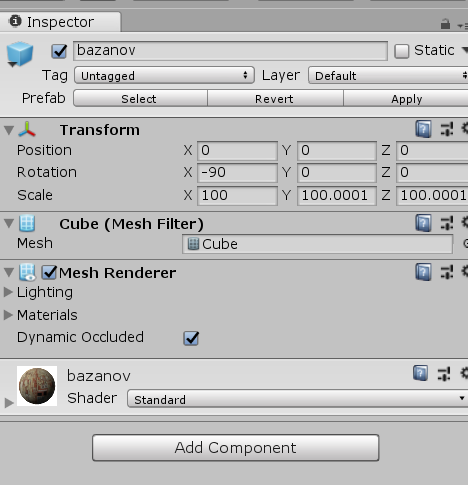 Inspector
bazanov Static
Tag Untagged Layer Default
Prefab Select Revert Apply
Transform
Position X 0 Y 0 Z 0
Rotation X -90 Y 0 Z 0
Scale X 100 Y 100.0001 Z 100.0001
Cube (Mesh Filter)
Mesh Cube
Mesh Renderer
Lighting
Materials
Dynamic Occluded
bazanov
Shader Standard
Add Component